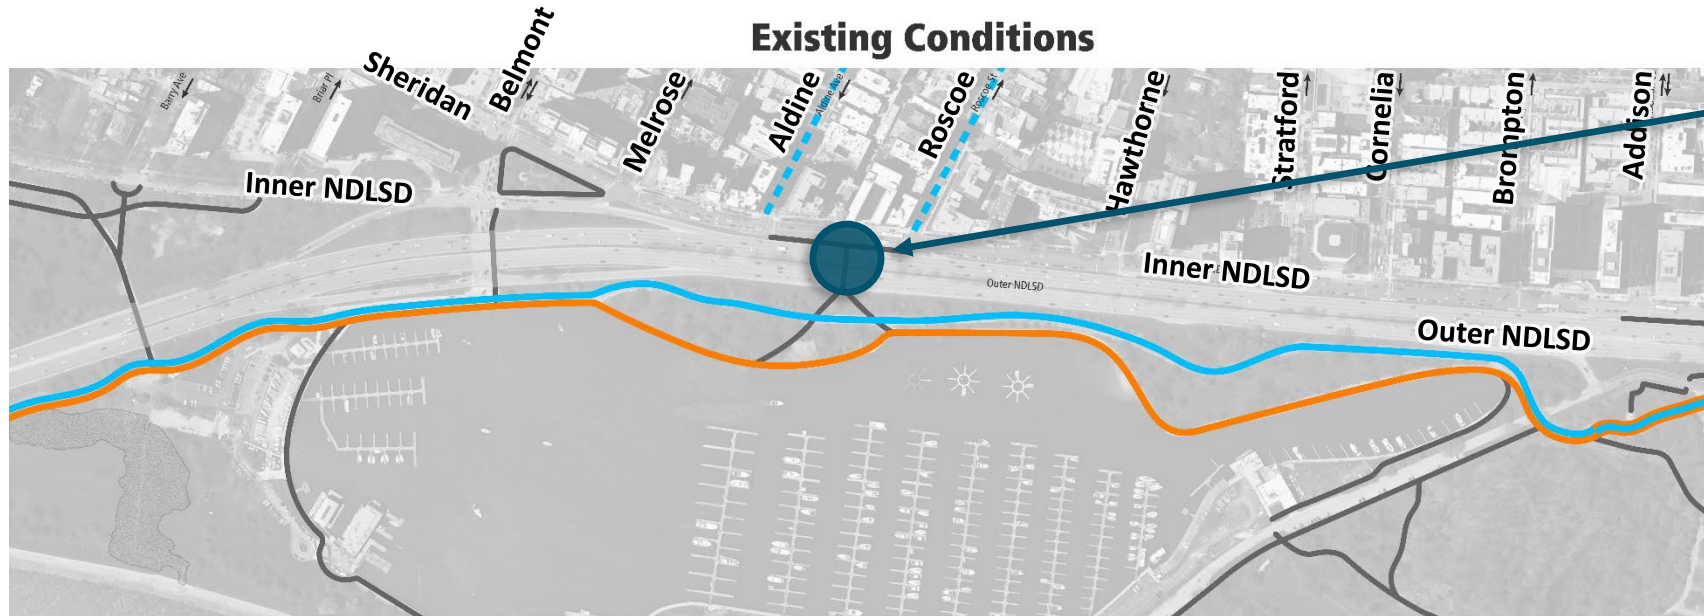 Existing Conditions
Barry Ave
Briar Pl
Sheridan
Belmont
Melrose
Aldine
Aldine Ave
Roscoe
Roscoe St
Hawthorne
Stratford
Cornelia
Brompton
Addison
Inner NDLSD
Inner NDLSD
Outer NDLSD
Outer NDLSD